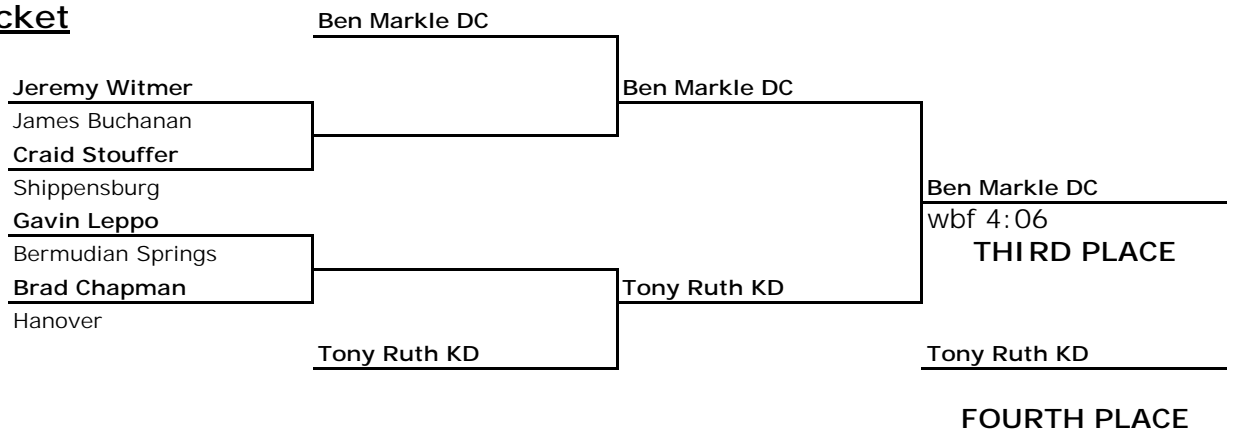 cket
Ben Markle DC
Jeremy Witmer
Ben Markle DC
James Buchanan
Craid Stouffer
Shippensburg
Ben Markle DC
Gavin Leppo
wbf 4:06
Bermudian Springs
THIRD PLACE
Brad Chapman
Tony Ruth KD
Hanover
Tony Ruth KD
Tony Ruth KD
FOURTH PLACE